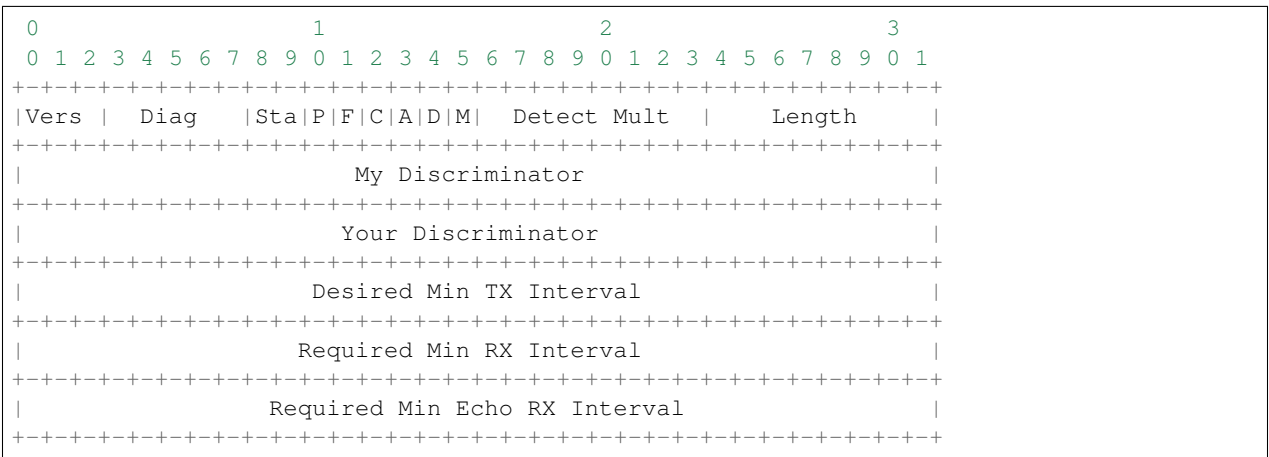 0                   1                   2                   3
 0 1 2 3 4 5 6 7 8 9 0 1 2 3 4 5 6 7 8 9 0 1 2 3 4 5 6 7 8 9 0 1
+-+-+-+-+-+-+-+-+-+-+-+-+-+-+-+-+-+-+-+-+-+-+-+-+-+-+-+-+-+-+-+-+
|Vers |  Diag   |Sta|P|F|C|A|D|M|  Detect Mult  |    Length     |
+-+-+-+-+-+-+-+-+-+-+-+-+-+-+-+-+-+-+-+-+-+-+-+-+-+-+-+-+-+-+-+-+
|                       My Discriminator                        |
+-+-+-+-+-+-+-+-+-+-+-+-+-+-+-+-+-+-+-+-+-+-+-+-+-+-+-+-+-+-+-+-+
|                      Your Discriminator                       |
+-+-+-+-+-+-+-+-+-+-+-+-+-+-+-+-+-+-+-+-+-+-+-+-+-+-+-+-+-+-+-+-+
|                    Desired Min TX Interval                    |
+-+-+-+-+-+-+-+-+-+-+-+-+-+-+-+-+-+-+-+-+-+-+-+-+-+-+-+-+-+-+-+-+
|                   Required Min RX Interval                    |
+-+-+-+-+-+-+-+-+-+-+-+-+-+-+-+-+-+-+-+-+-+-+-+-+-+-+-+-+-+-+-+-+
|                 Required Min Echo RX Interval                 |
+-+-+-+-+-+-+-+-+-+-+-+-+-+-+-+-+-+-+-+-+-+-+-+-+-+-+-+-+-+-+-+-+